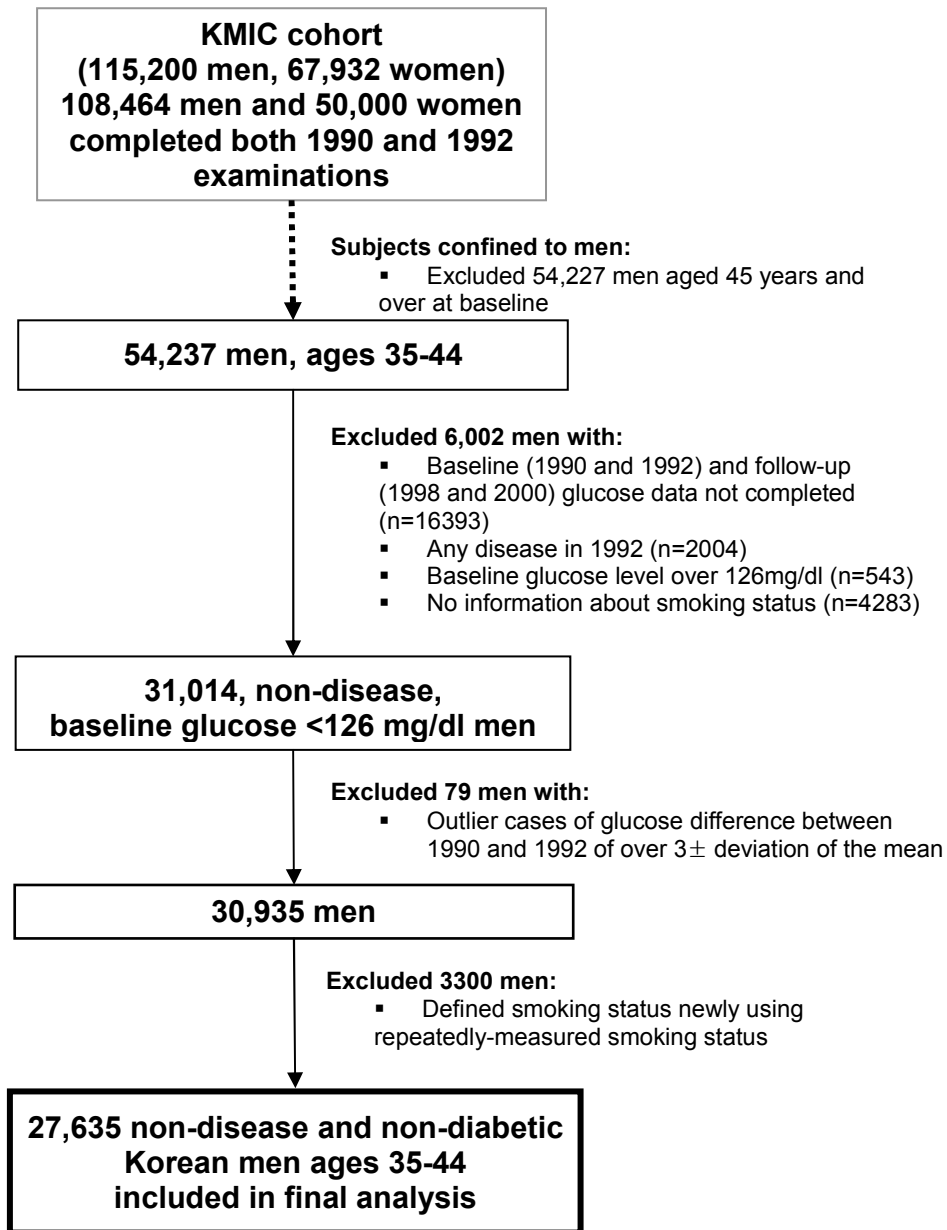 KMIC cohort
(115,200 men, 67,932 women)
108,464 men and 50,000 women
completed both 1990 and 1992
examinations
Subjects confined to men:
▪ Excluded 54,227 men aged 45 years and
over at baseline
54,237 men, ages 35-44
Excluded 6,002 men with:
▪ Baseline (1990 and 1992) and follow-up
(1998 and 2000) glucose data not completed
(n=16393)
▪ Any disease in 1992 (n=2004)
▪ Baseline glucose level over 126mg/dl (n=543)
▪ No information about smoking status (n=4283)
31,014, non-disease,
baseline glucose <126 mg/dl men
Excluded 79 men with:
▪ Outlier cases of glucose difference between
1990 and 1992 of over 3± deviation of the mean
30,935 men
Excluded 3300 men:
▪ Defined smoking status newly using
repeatedly-measured smoking status
27,635 non-disease and non-diabetic
Korean men ages 35-44
included in final analysis